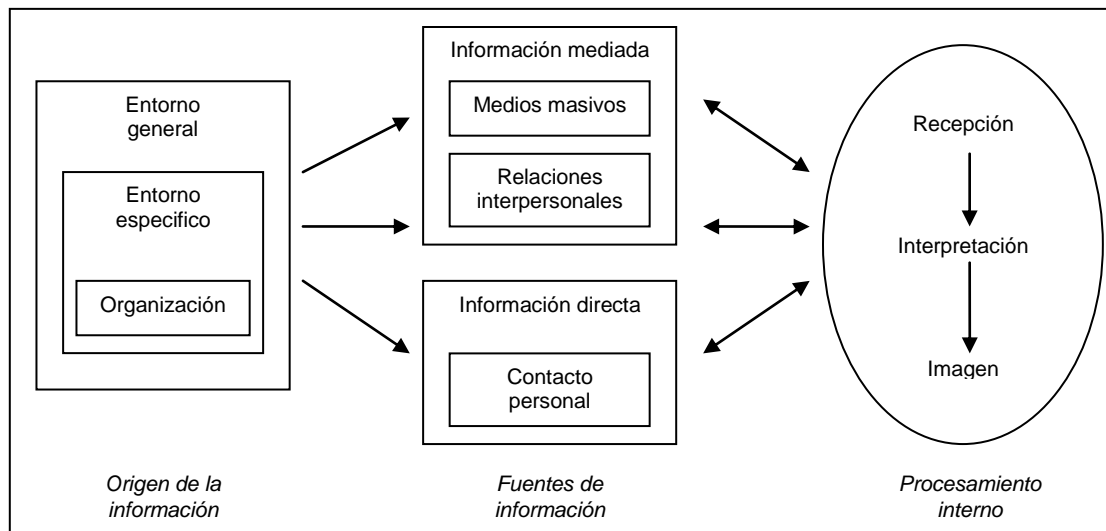 Entorno
general
Entorno
especifico
Organización
Información mediada
Medios masivos
Relaciones
interpersonales
Información directa
Contacto
personal
Recepción
Interpretación
Imagen
Origen de la
información
Fuentes de
información
Procesamiento
interno